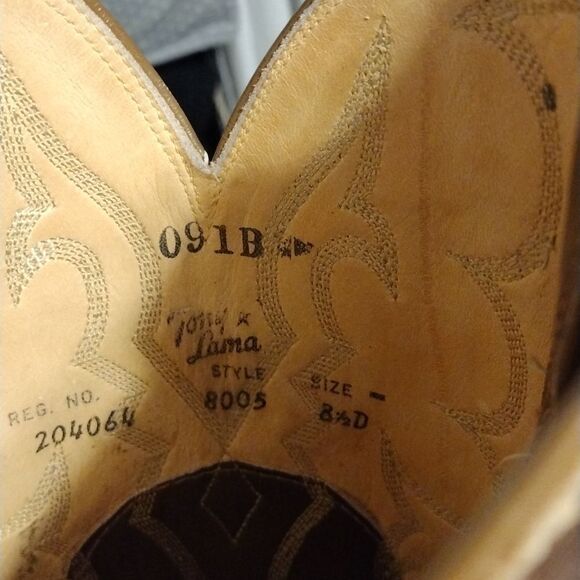 091B
Tony
Lama
STYLE
8005
REG. NO.
204064
SIZE
8½D